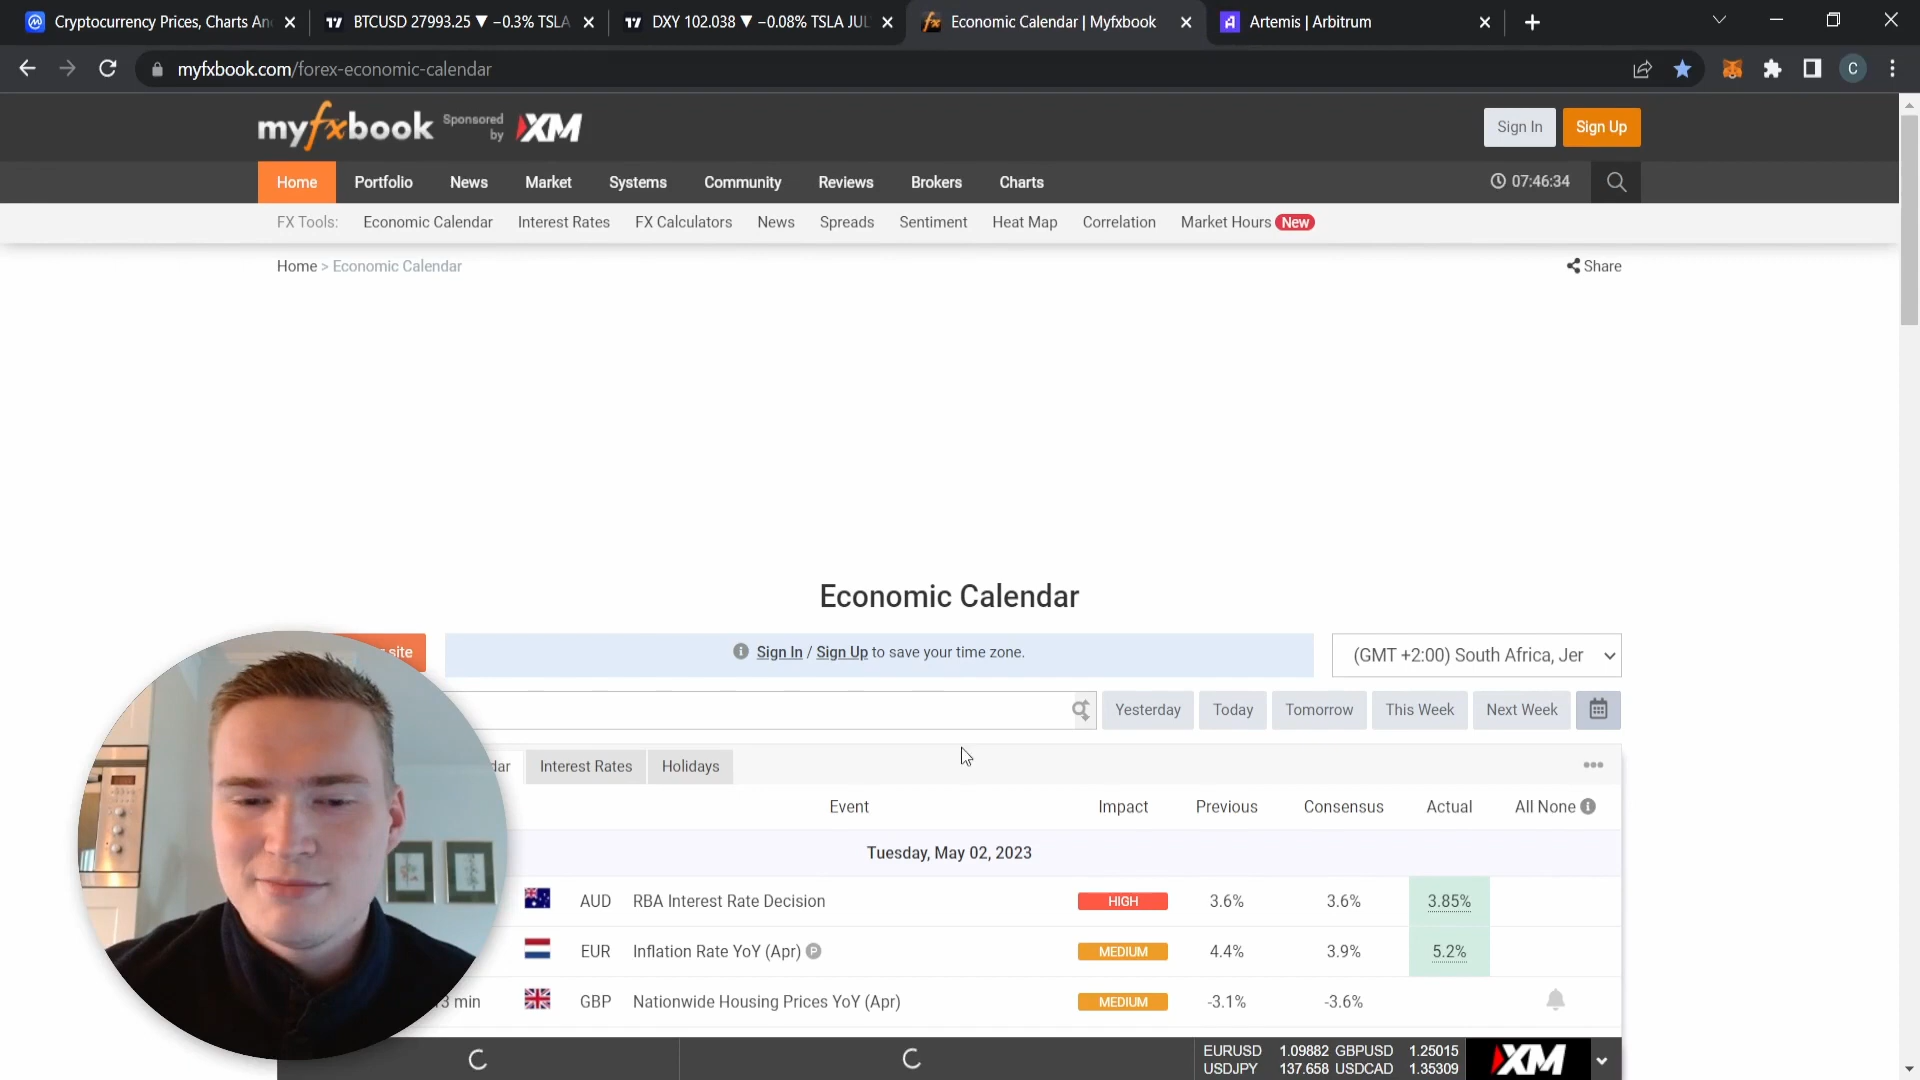 Cryptocurrency Prices, Charts An
BTCUSD 27993.25 ▼ −0.3% TSLA
DXY 102.038 ▼ −0.08% TSLA JUL
Economic Calendar | Myfxbook
Artemis | Arbitrum
myfxbook.com/forex-economic-calendar
C
myfxbook Sponsored by XM
Sign In
Sign Up
Home
Portfolio
News
Market
Systems
Community
Reviews
Brokers
Charts
07:46:34
FX Tools:
Economic Calendar
Interest Rates
FX Calculators
News
Spreads
Sentiment
Heat Map
Correlation
Market Hours New
Home > Economic Calendar
Share
Economic Calendar
site
Sign In / Sign Up to save your time zone.
(GMT +2:00) South Africa, Jer
Yesterday
Today
Tomorrow
This Week
Next Week
dar
Interest Rates
Holidays
Event Impact Previous Consensus Actual All None
Tuesday, May 02, 2023
AUD RBA Interest Rate Decision HIGH 3.6% 3.6% 3.85%
EUR Inflation Rate YoY (Apr) P MEDIUM 4.4% 3.9% 5.2%
3 min GBP Nationwide Housing Prices YoY (Apr) MEDIUM -3.1% -3.6%
EURUSD 1.09882 GBPUSD 1.25015
USDJPY 137.658 USDCAD 1.35309
XM